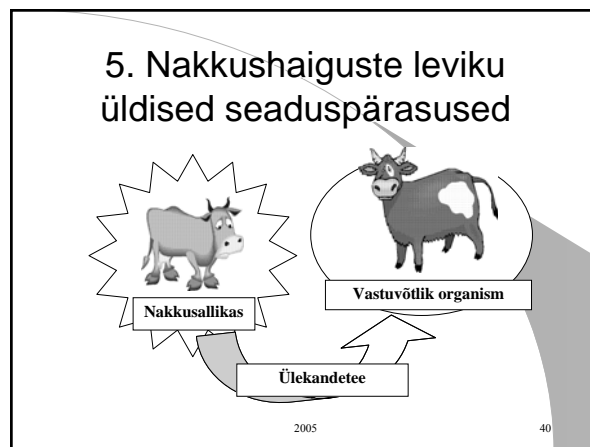 5. Nakkushaiguste leviku
üldised seaduspärasused
Nakkusallikas
Vastuvõtlik organism
Ülekandetee
2005
40